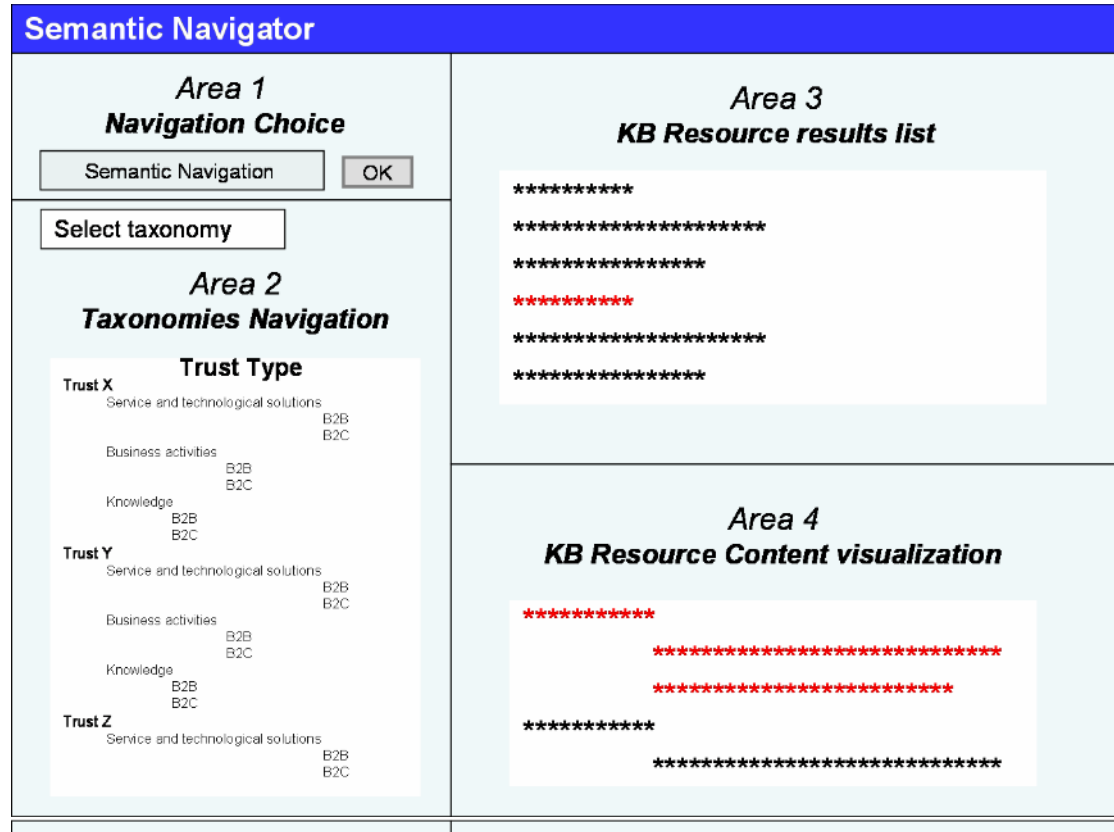 Semantic Navigator
Area 1
Navigation Choice
Semantic Navigation
OK
Select taxonomy
Area 2
Taxonomies Navigation
Trust Type
Trust X
Service and technological solutions
B2B
B2C
Business activities
B2B
B2C
Knowledge
B2B
B2C
Trust Y
Service and technological solutions
B2B
B2C
Business activities
B2B
B2C
Knowledge
B2B
B2C
Trust Z
Service and technological solutions
B2B
B2C
Area 3
KB Resource results list
**********
*********************
****************
**********
*********************
****************
Area 4
KB Resource Content visualization
***********
*****************************
*************************
***********
*****************************